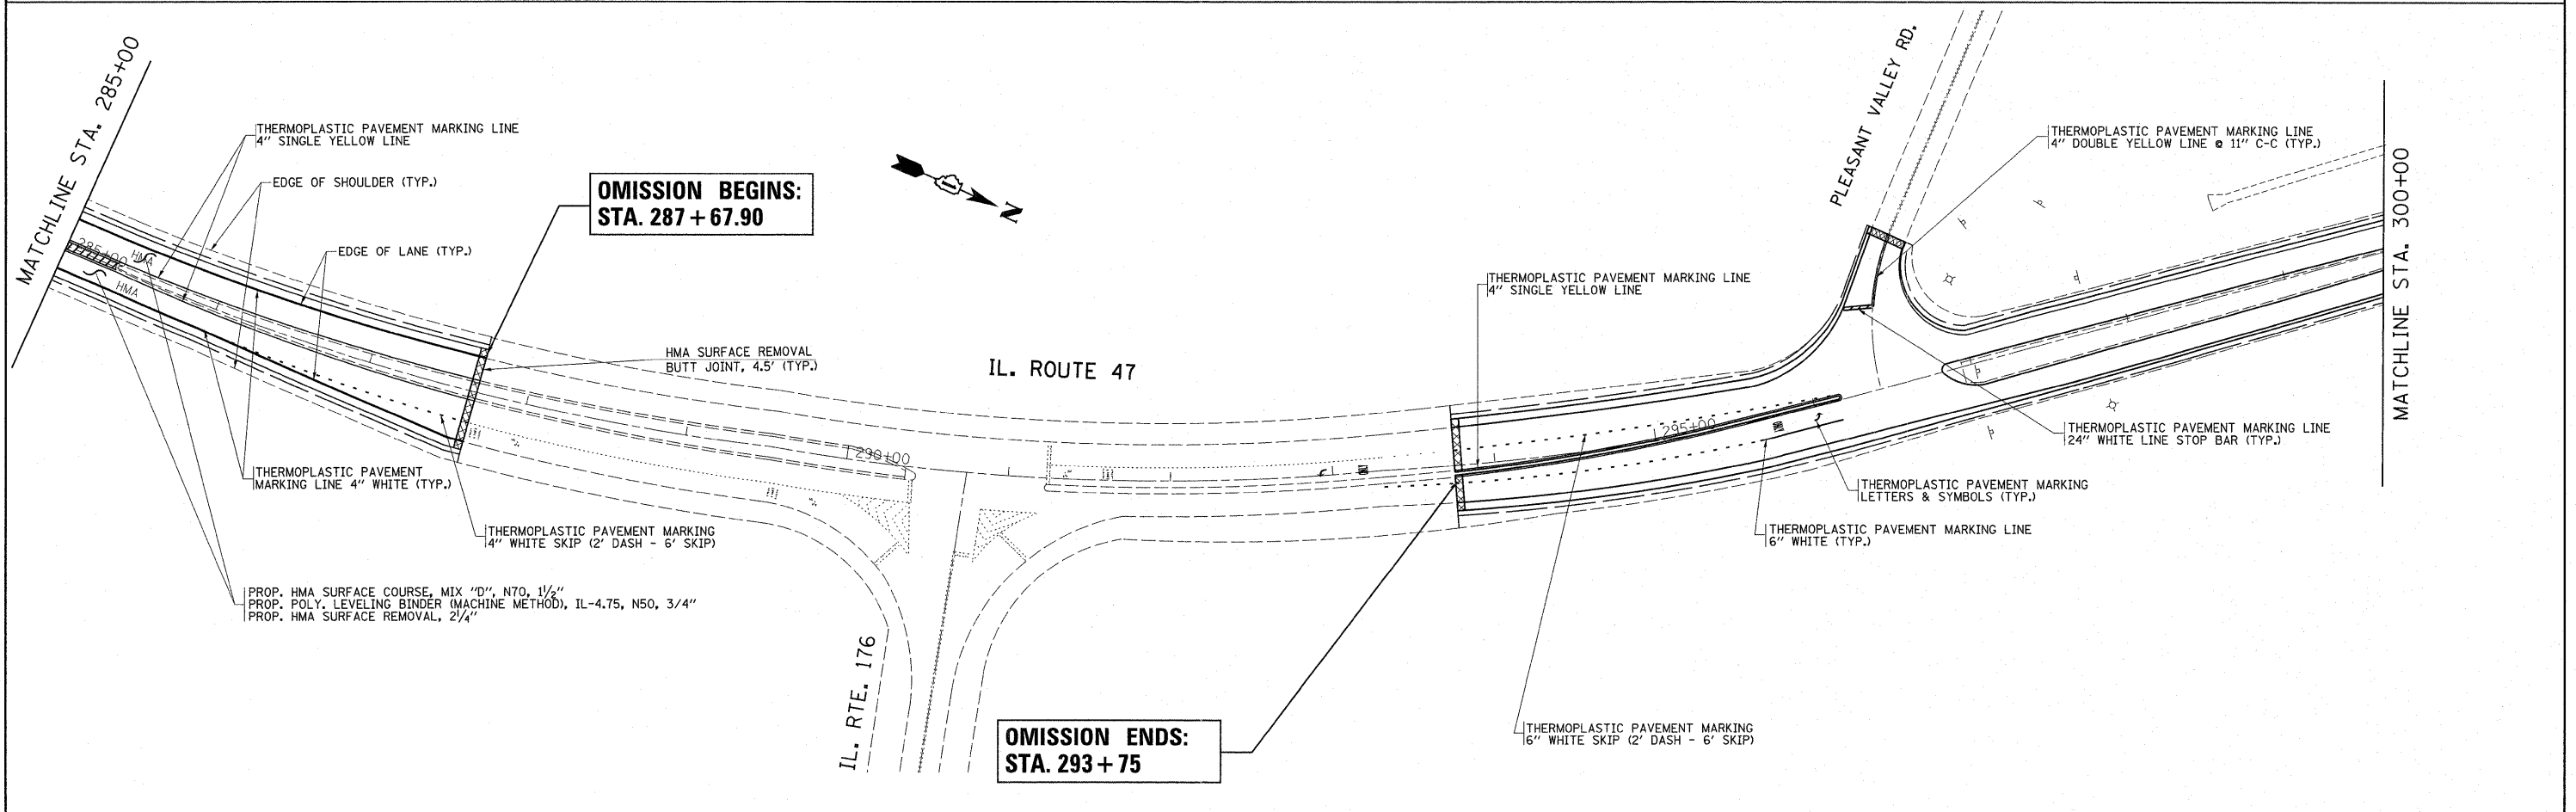 MATCHLINE STA. 285+00
THERMOPLASTIC PAVEMENT MARKING LINE
4" SINGLE YELLOW LINE
EDGE OF SHOULDER (TYP.)
EDGE OF LANE (TYP.)
285+00
HMA
HMA
OMISSION BEGINS:
STA. 287+67.90
HMA SURFACE REMOVAL
BUTT JOINT, 4.5' (TYP.)
THERMOPLASTIC PAVEMENT
MARKING LINE 4" WHITE (TYP.)
THERMOPLASTIC PAVEMENT MARKING
4" WHITE SKIP (2' DASH - 6' SKIP)
PROP. HMA SURFACE COURSE, MIX "D", N70, 1½"
PROP. POLY. LEVELING BINDER (MACHINE METHOD), IL-4.75, N50, 3/4"
PROP. HMA SURFACE REMOVAL, 2¼"
N
IL. ROUTE 47
290+00
IL. RTE. 176
OMISSION ENDS:
STA. 293+75
THERMOPLASTIC PAVEMENT MARKING LINE
4" SINGLE YELLOW LINE
295+00
PLEASANT VALLEY RD.
THERMOPLASTIC PAVEMENT MARKING LINE
4" DOUBLE YELLOW LINE @ 11" C-C (TYP.)
THERMOPLASTIC PAVEMENT MARKING LINE
24" WHITE LINE STOP BAR (TYP.)
THERMOPLASTIC PAVEMENT MARKING
LETTERS & SYMBOLS (TYP.)
THERMOPLASTIC PAVEMENT MARKING LINE
6" WHITE (TYP.)
THERMOPLASTIC PAVEMENT MARKING
6" WHITE SKIP (2' DASH - 6' SKIP)
MATCHLINE STA. 300+00